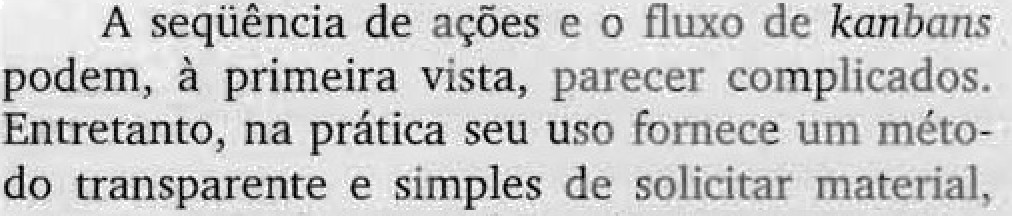 A seqüência de ações e o fluxo de kanbans
podem, à primeira vista, parecer complicados.
Entretanto, na prática seu uso fornece um méto-
do transparente e simples de solicitar material,